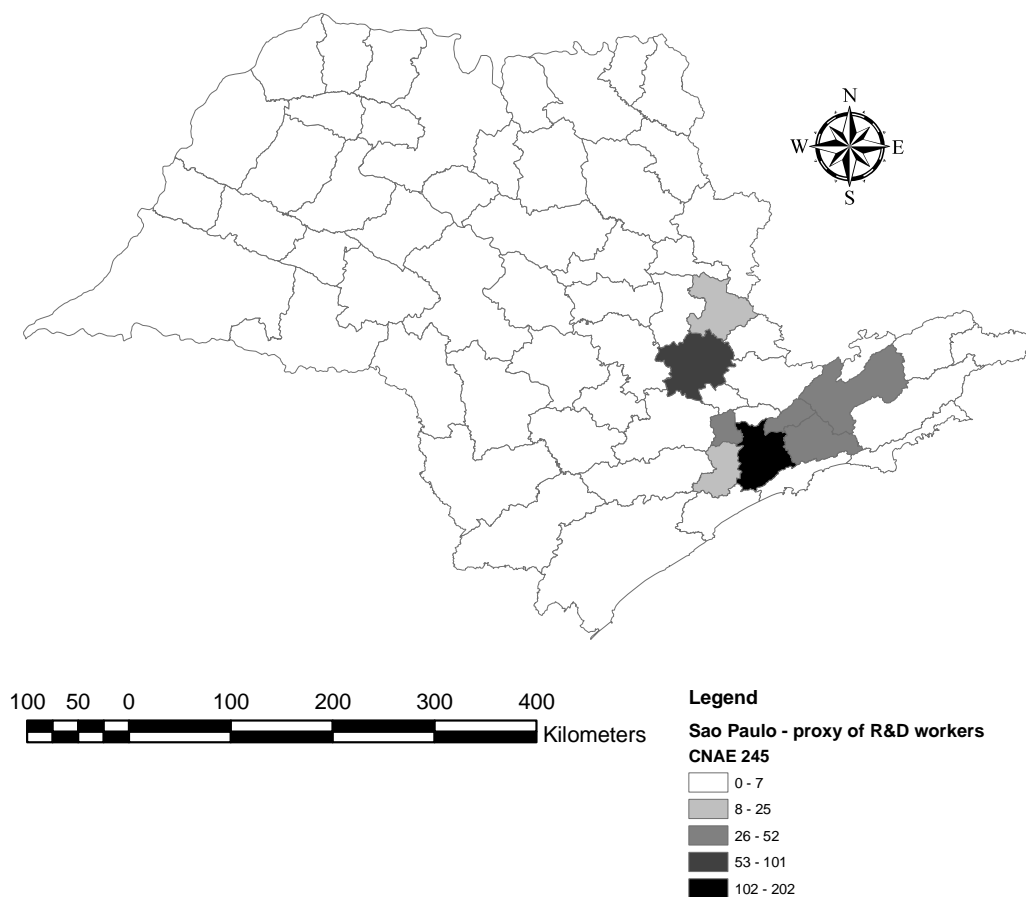 N
W E
S
100 50 0 100 200 300 400
Kilometers
Legend
Sao Paulo - proxy of R&D workers
CNAE 245
0 - 7
8 - 25
26 - 52
53 - 101
102 - 202